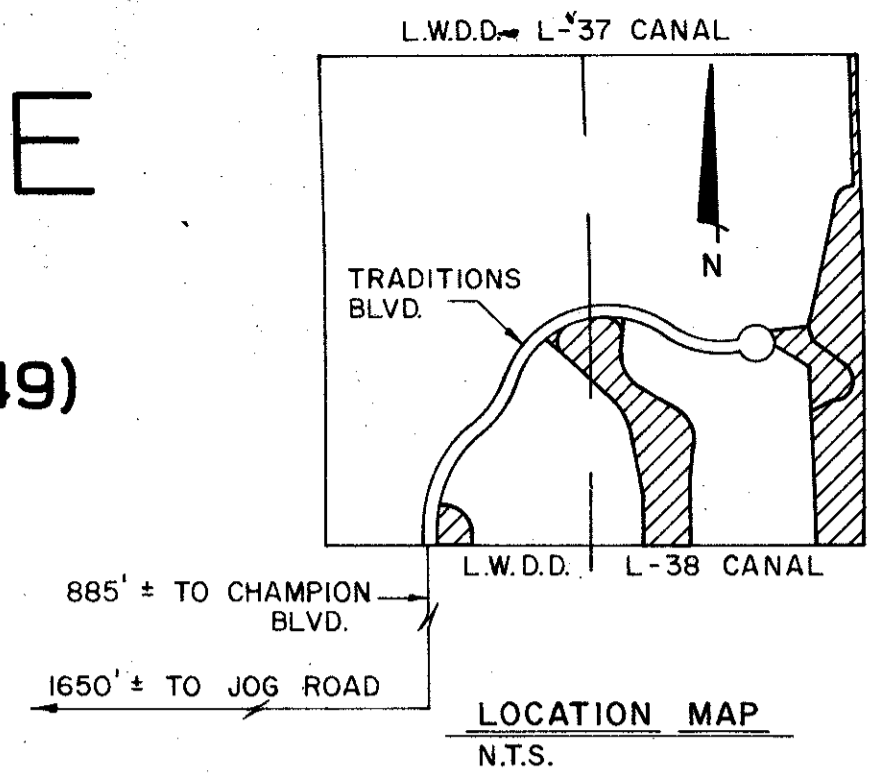 L.W.D.D. L-37 CANAL
E
N
TRADITIONS
BLVD.
49)
L.W.D.D. L-38 CANAL
885' ± TO CHAMPION
BLVD.
1650' ± TO JOG ROAD
LOCATION MAP
N.T.S.